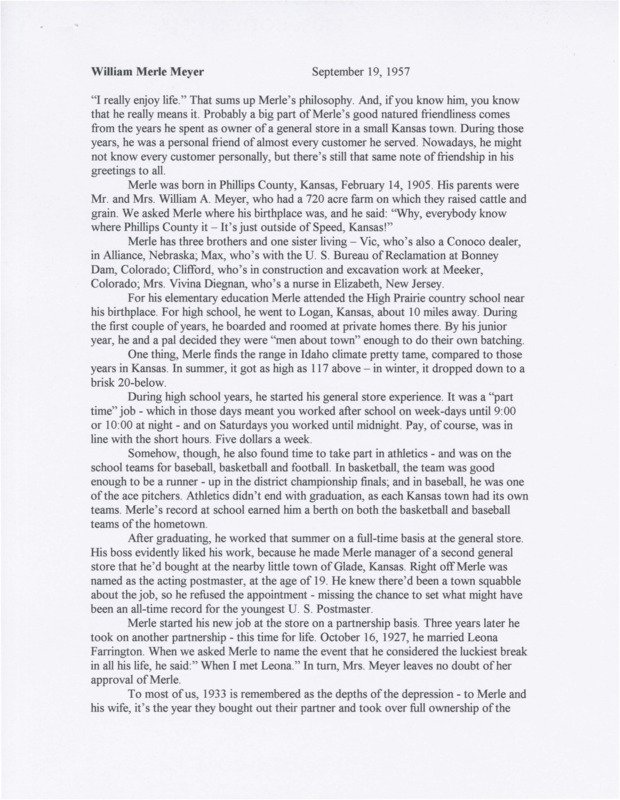 William Merle Meyer September 19, 1957
“I really enjoy life.” That sums up Merle’s philosophy. And, if you know him, you know
that he really means it. Probably a big part of Merle’s good natured friendliness comes
from the years he spent as owner of a general store in a small Kansas town. During those
years, he was a personal friend of almost every customer he served. Nowadays, he might
not know every customer personally, but there’s still that same note of friendship in his
greetings to all.
Merle was born in Phillips County, Kansas, February 14, 1905. His parents were
Mr. and Mrs. William A. Meyer, who had a 720 acre farm on which they raised cattle and
grain. We asked Merle where his birthplace was, and he said: “Why, everybody know
where Phillips County it – It’s just outside of Speed, Kansas!”
Merle has three brothers and one sister living – Vic, who’s also a Conoco dealer,
in Alliance, Nebraska; Max, who’s with the U. S. Bureau of Reclamation at Bonney
Dam, Colorado; Clifford, who’s in construction and excavation work at Meeker,
Colorado; Mrs. Vivina Diegnan, who’s a nurse in Elizabeth, New Jersey.
For his elementary education Merle attended the High Prairie country school near
his birthplace. For high school, he went to Logan, Kansas, about 10 miles away. During
the first couple of years, he boarded and roomed at private homes there. By his junior
year, he and a pal decided they were “men about town” enough to do their own batching.
One thing, Merle finds the range in Idaho climate pretty tame, compared to those
years in Kansas. In summer, it got as high as 117 above – in winter, it dropped down to a
brisk 20-below.
During high school years, he started his general store experience. It was a “part
time” job - which in those days meant you worked after school on week-days until 9:00
or 10:00 at night - and on Saturdays you worked until midnight. Pay, of course, was in
line with the short hours. Five dollars a week.
Somehow, though, he also found time to take part in athletics - and was on the
school teams for baseball, basketball and football. In basketball, the team was good
enough to be a runner - up in the district championship finals; and in baseball, he was one
of the ace pitchers. Athletics didn’t end with graduation, as each Kansas town had its own
teams. Merle’s record at school earned him a berth on both the basketball and baseball
teams of the hometown.
After graduating, he worked that summer on a full-time basis at the general store.
His boss evidently liked his work, because he made Merle manager of a second general
store that he’d bought at the nearby little town of Glade, Kansas. Right off Merle was
named as the acting postmaster, at the age of 19. He knew there’d been a town squabble
about the job, so he refused the appointment - missing the chance to set what might have
been an all-time record for the youngest U. S. Postmaster.
Merle started his new job at the store on a partnership basis. Three years later he
took on another partnership - this time for life. October 16, 1927, he married Leona
Farrington. When we asked Merle to name the event that he considered the luckiest break
in all his life, he said:” When I met Leona.” In turn, Mrs. Meyer leaves no doubt of her
approval of Merle.
To most of us, 1933 is remembered as the depths of the depression - to Merle and
his wife, it’s the year they bought out their partner and took over full ownership of the